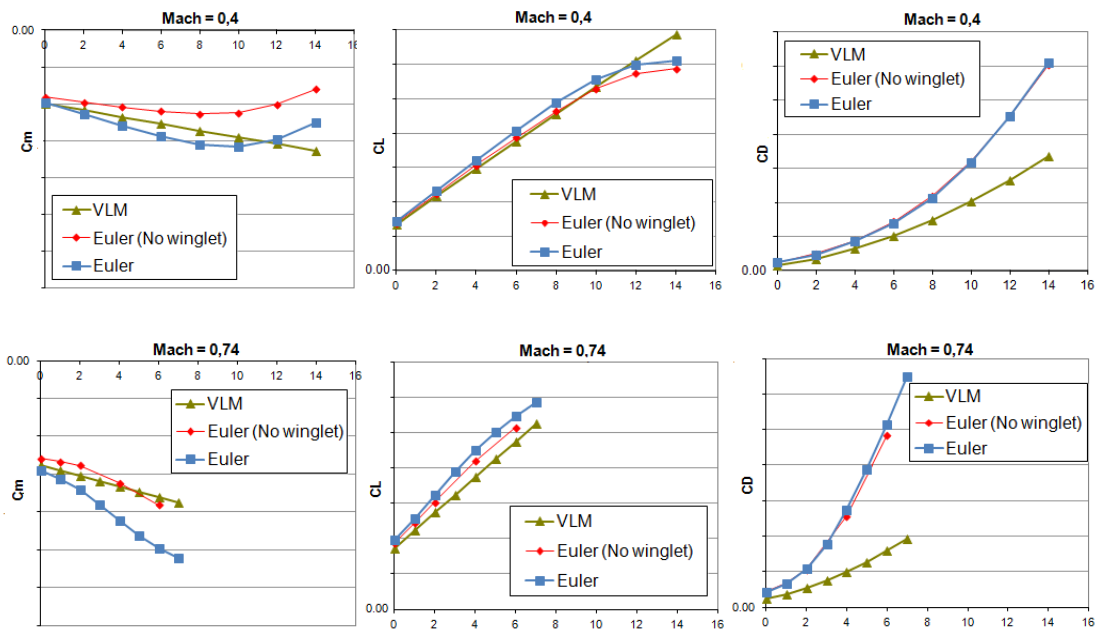 Mach = 0,4
0.00
0 2 4 6 8 10 12 14 16
Cm
VLM
Euler (No winglet)
Euler
Mach = 0,4
CL
VLM
Euler (No winglet)
Euler
0.00
0 2 4 6 8 10 12 14 16
Mach = 0,4
VLM
Euler (No winglet)
Euler
CD
0.00
0 2 4 6 8 10 12 14 16
Mach = 0,74
0.00
0 2 4 6 8 10 12 14 16
VLM
Euler (No winglet)
Euler
Cm
Mach = 0,74
CL
VLM
Euler (No winglet)
Euler
0.00
0 2 4 6 8 10 12 14 16
Mach = 0,74
VLM
Euler (No winglet)
Euler
CD
0.00
0 2 4 6 8 10 12 14 16